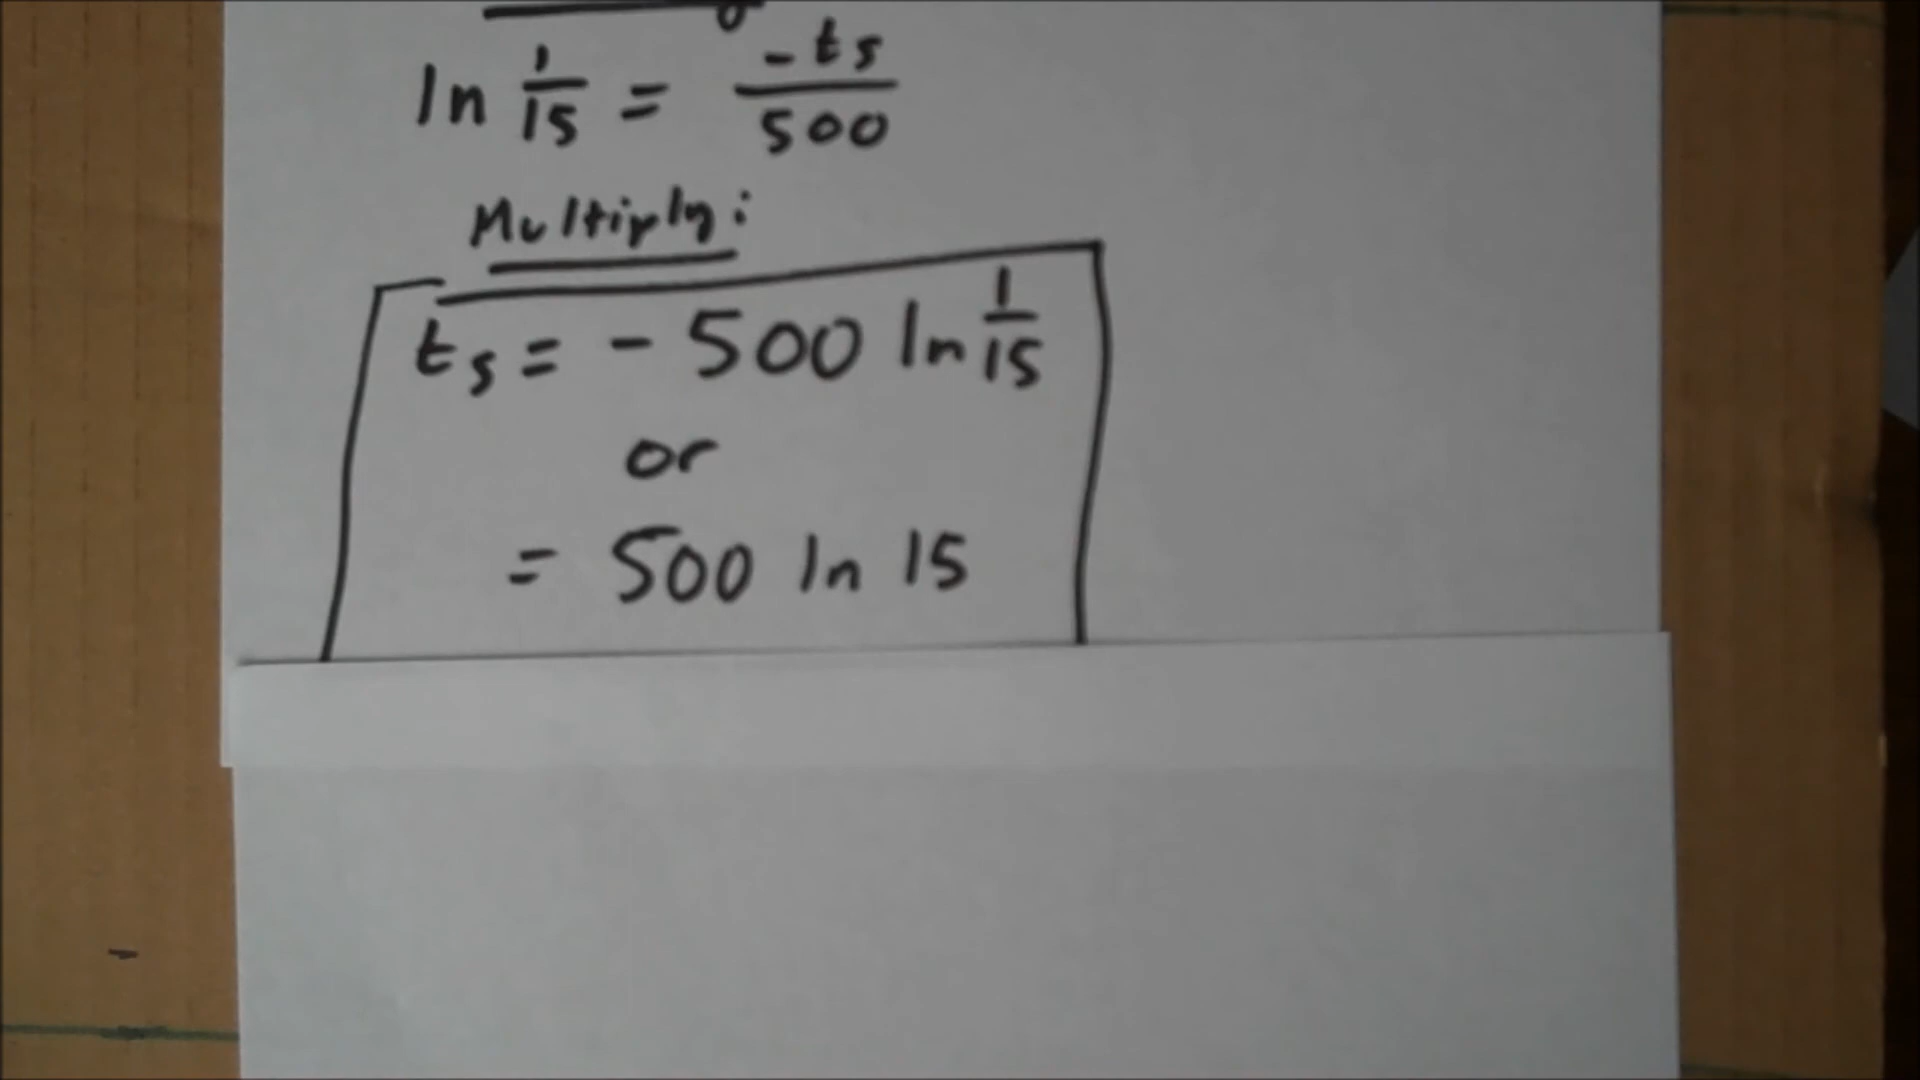 ln 1/15 = -ts/500
Multiply:
ts = - 500 ln 1/15
or
= 500 ln 15